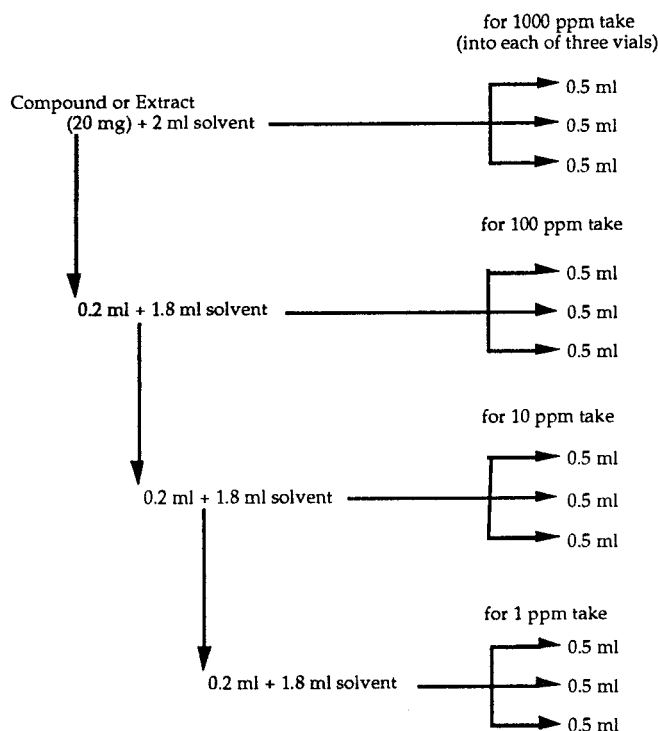 for 1000 ppm take
(into each of three vials)
0.5 ml
Compound or Extract
(20 mg) + 2 ml solvent
0.5 ml
0.5 ml
for 100 ppm take
0.5 ml
0.2 ml + 1.8 ml solvent
0.5 ml
0.5 ml
for 10 ppm take
0.5 ml
0.2 ml + 1.8 ml solvent
0.5 ml
0.5 ml
for 1 ppm take
0.5 ml
0.2 ml + 1.8 ml solvent
0.5 ml
0.5 ml